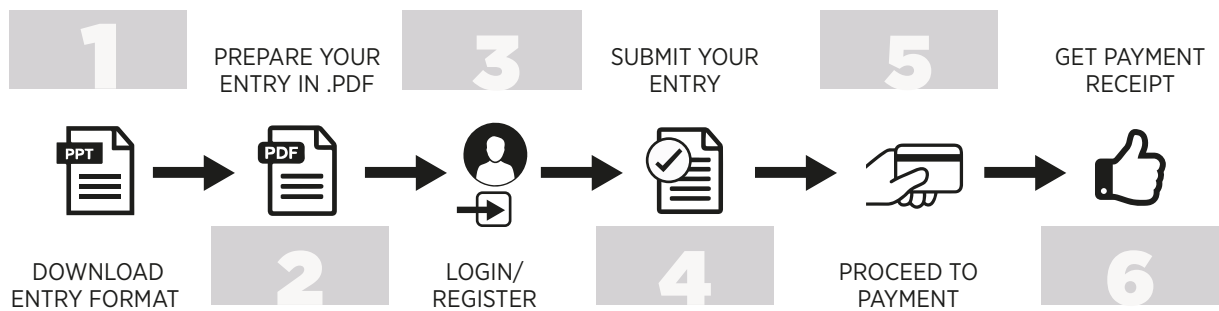 1
PREPARE YOUR
ENTRY IN .PDF
3
SUBMIT YOUR
ENTRY
5
GET PAYMENT
RECEIPT
PPT
PDF
DOWNLOAD
ENTRY FORMAT
2
LOGIN/
REGISTER
4
PROCEED TO
PAYMENT
6